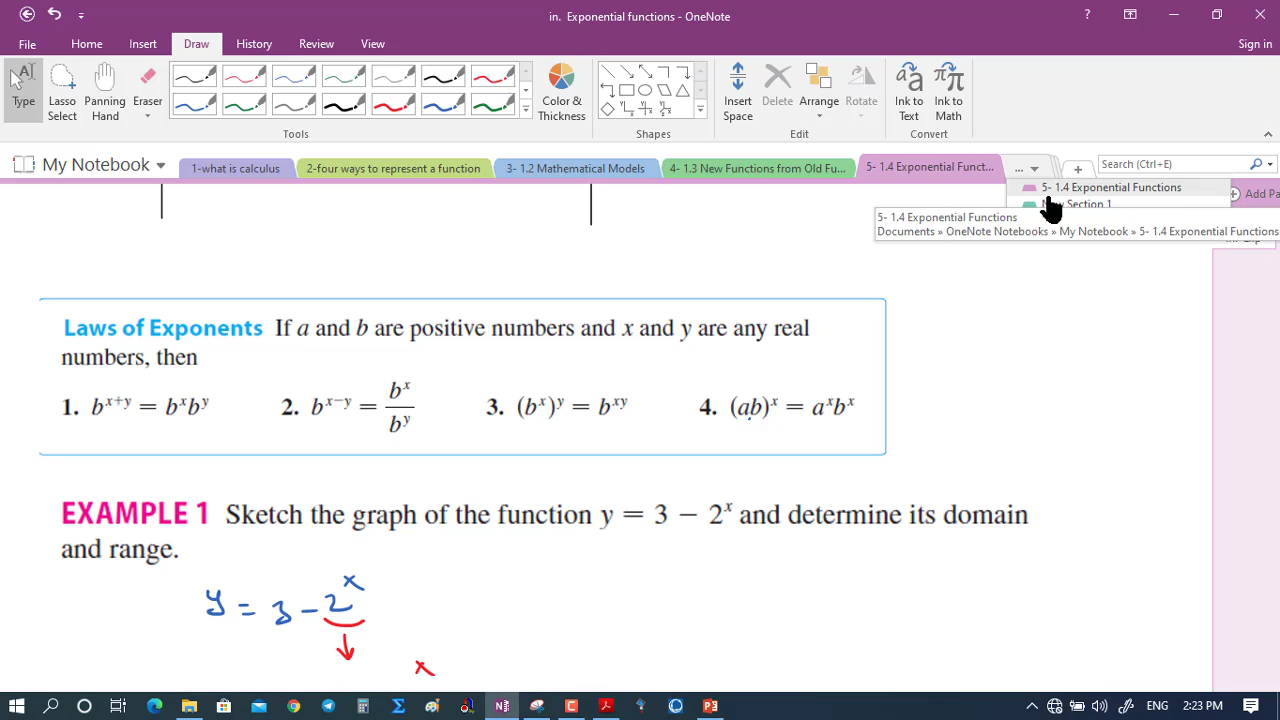 in. Exponential functions - OneNote
File Home Insert Draw History Review View Sign in
Type Lasso Select Panning Hand Eraser Color & Thickness Insert Space Delete Arrange Rotate Ink to Text Ink to Math
Tools Shapes Edit Convert
My Notebook 1-what is calculus 2-four ways to represent a function 3- 1.2 Mathematical Models 4- 1.3 New Functions from Old Fu... 5- 1.4 Exponential Funct... ... Search (Ctrl+E)
5- 1.4 Exponential Functions Add Pa
Section 1
5- 1.4 Exponential Functions
Documents » OneNote Notebooks » My Notebook » 5- 1.4 Exponential Functions
Laws of Exponents If a and b are positive numbers and x and y are any real
numbers, then
1. b^{x+y} = b^x b^y 2. b^{x−y} = b^x / b^y 3. (b^x)^y = b^{xy} 4. (ab)^x = a^x b^x
EXAMPLE 1 Sketch the graph of the function y = 3 − 2^x and determine its domain
and range.
y = 3 − 2^x
x
ENG 2:23 PM